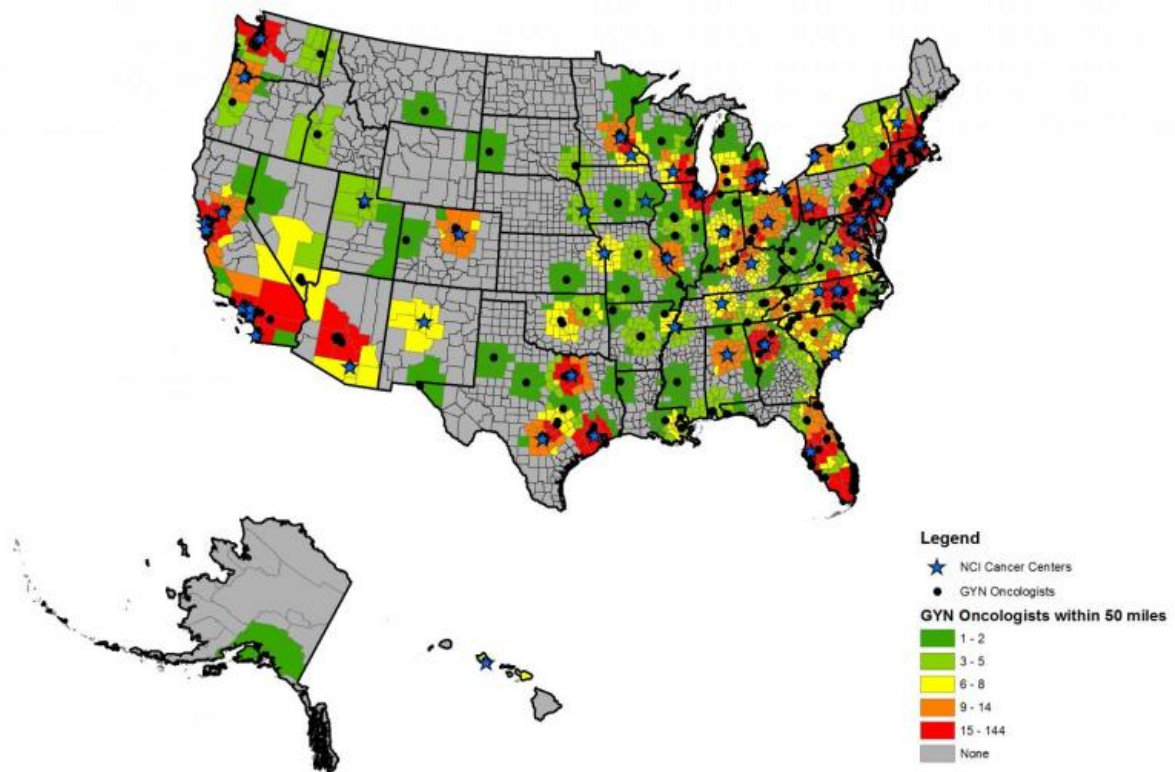 Legend
NCI Cancer Centers
GYN Oncologists
GYN Oncologists within 50 miles
1 - 2
3 - 5
6 - 8
9 - 14
15 - 144
None